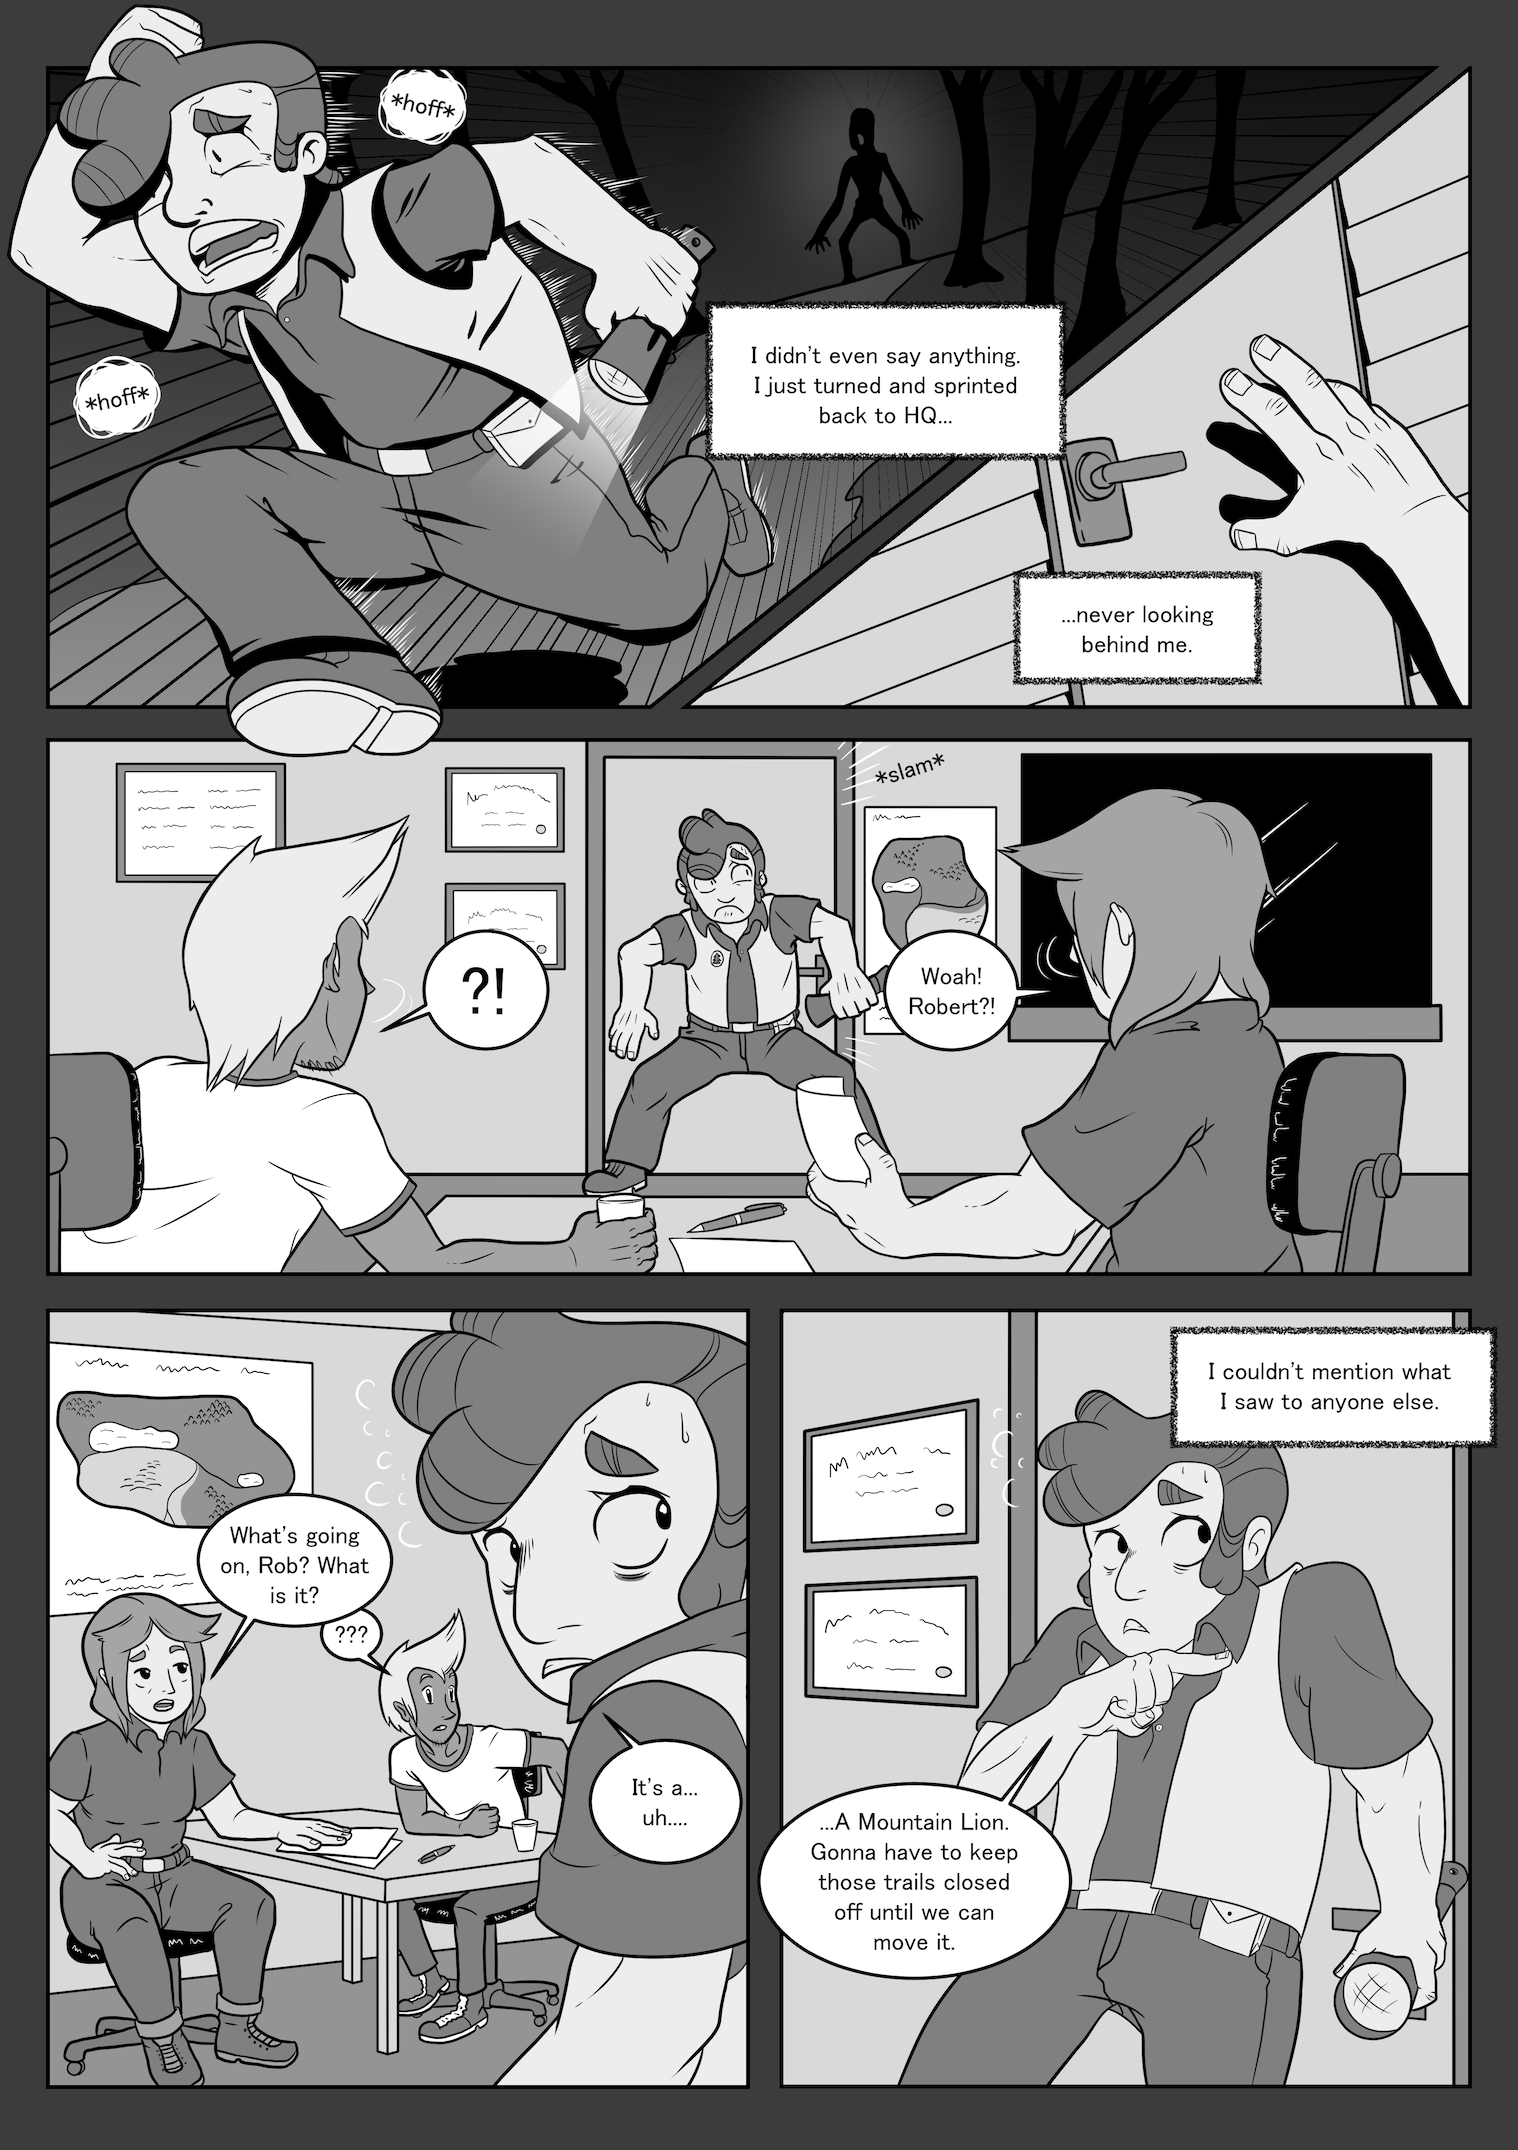 *hoff*
*hoff*
I didn't even say anything.
I just turned and sprinted
back to HQ...
...never looking
behind me.
*slam*
?!
Woah!
Robert?!
What's going
on, Rob? What
is it?
???
It's a...
uh....
I couldn't mention what
I saw to anyone else.
...A Mountain Lion.
Gonna have to keep
those trails closed
off until we can
move it.